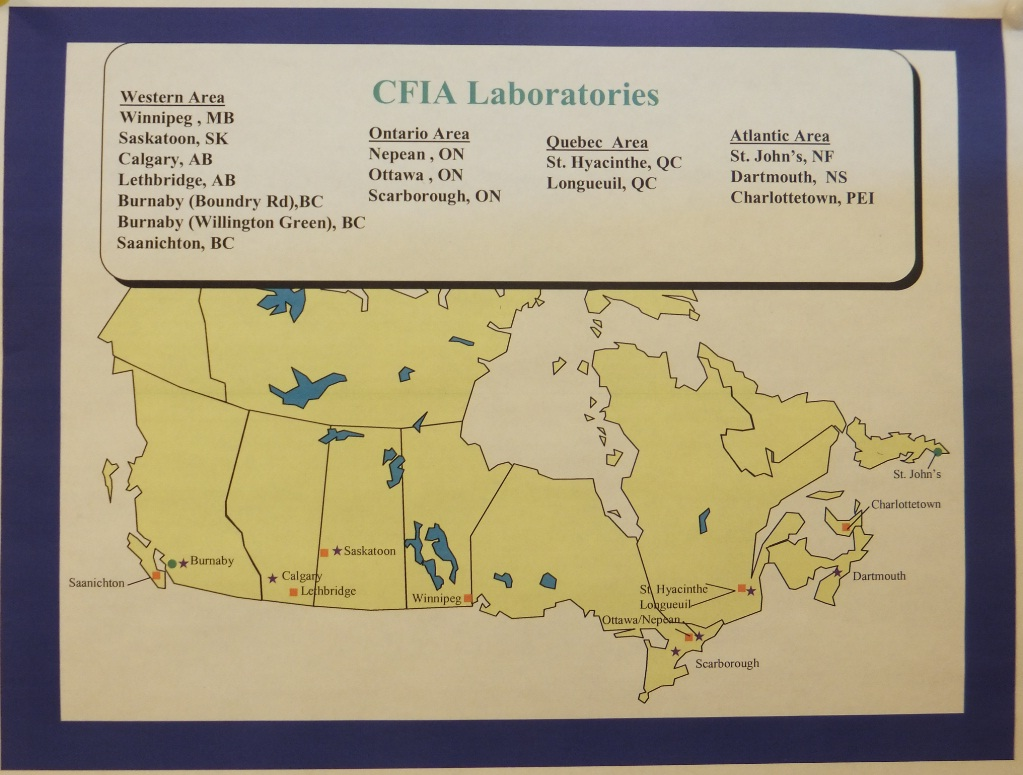 CFIA Laboratories
Western Area
Winnipeg , MB
Saskatoon, SK
Calgary, AB
Lethbridge, AB
Burnaby (Boundry Rd),BC
Burnaby (Willington Green), BC
Saanichton, BC
Ontario Area
Nepean , ON
Ottawa , ON
Scarborough, ON
Quebec Area
St. Hyacinthe, QC
Longueuil, QC
Atlantic Area
St. John's, NF
Dartmouth, NS
Charlottetown, PEI
St. John's
Charlottetown
Saskatoon
Burnaby
Calgary
Dartmouth
Saanichton
Lethbridge
St. Hyacinthe
Winnipeg
Longueuil
Ottawa/Nepean
Scarborough